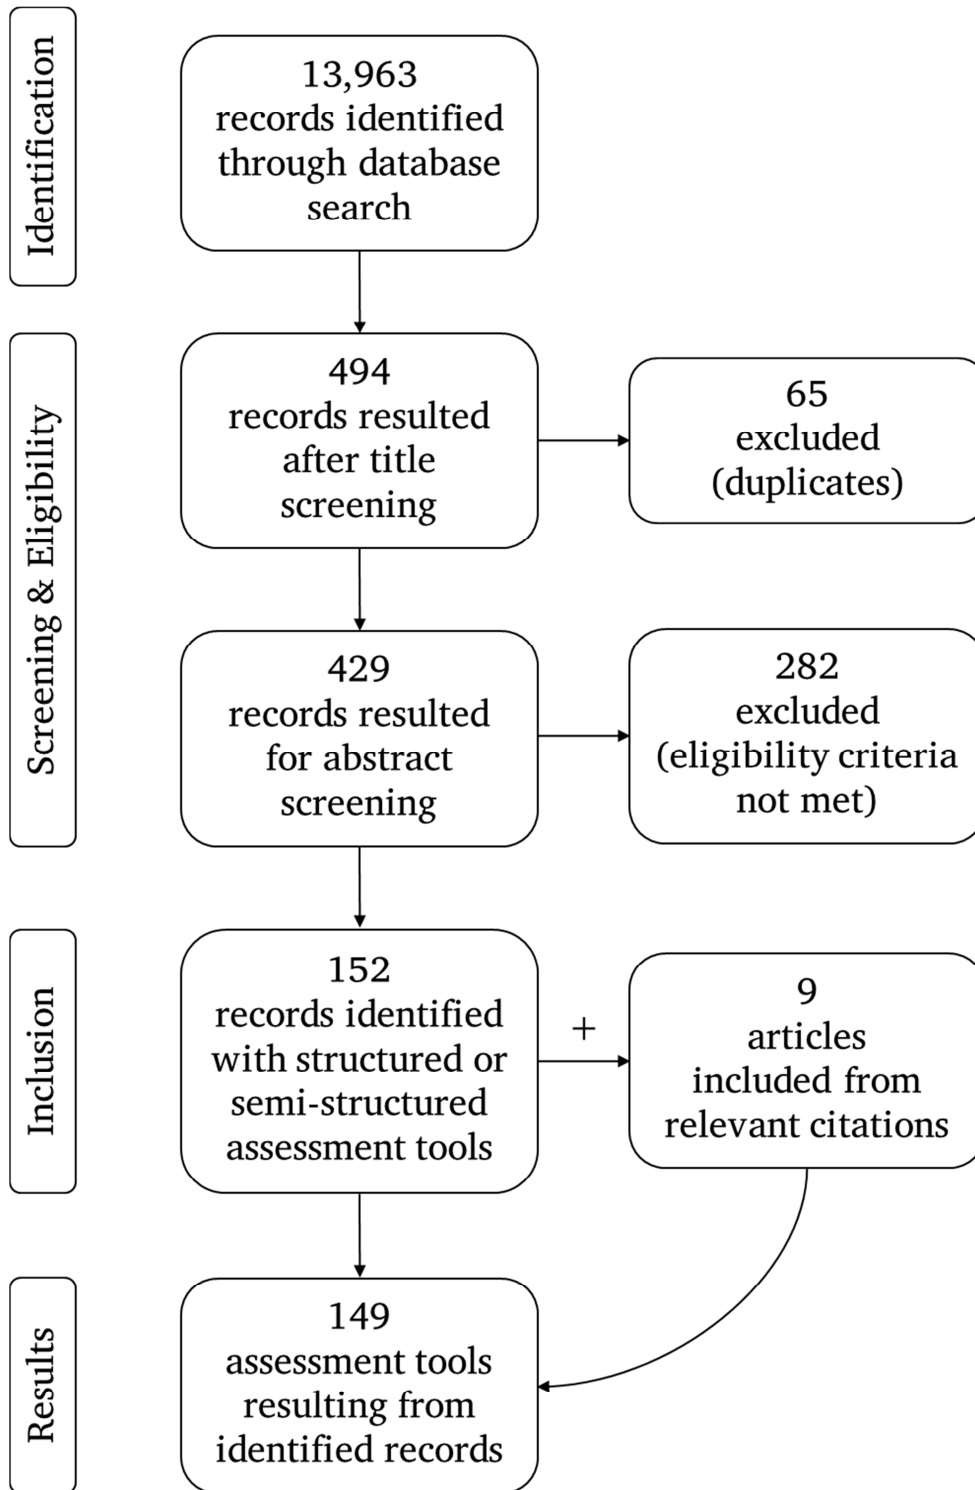 Identification
13,963
records identified
through database
search
Screening & Eligibility
494
records resulted
after title
screening
65
excluded
(duplicates)
429
records resulted
for abstract
screening
282
excluded
(eligibility criteria
not met)
Inclusion
152
records identified
with structured or
semi-structured
assessment tools
+
9
articles
included from
relevant citations
Results
149
assessment tools
resulting from
identified records